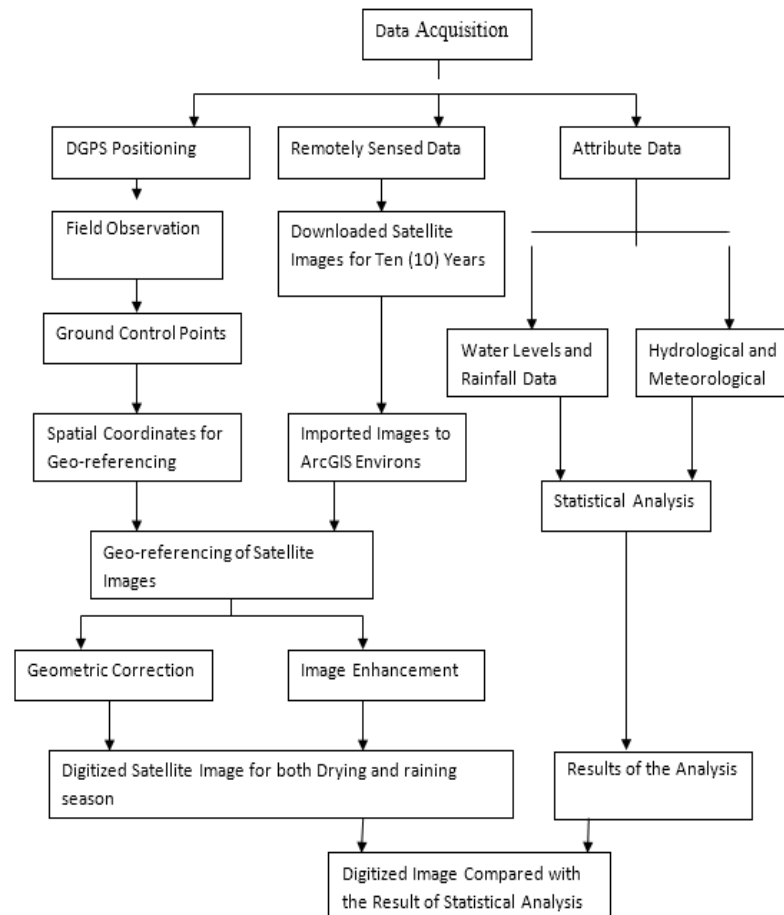 Data Acquisition
DGPS Positioning
Remotely Sensed Data
Attribute Data
Field Observation
Downloaded Satellite
Images for Ten (10) Years
Ground Control Points
Water Levels and
Rainfall Data
Hydrological and
Meteorological
Spatial Coordinates for
Geo-referencing
Imported Images to
ArcGIS Environs
Statistical Analysis
Geo-referencing of Satellite
Images
Geometric Correction
Image Enhancement
Digitized Satellite Image for both Drying and raining
season
Results of the Analysis
Digitized Image Compared with
the Result of Statistical Analysis